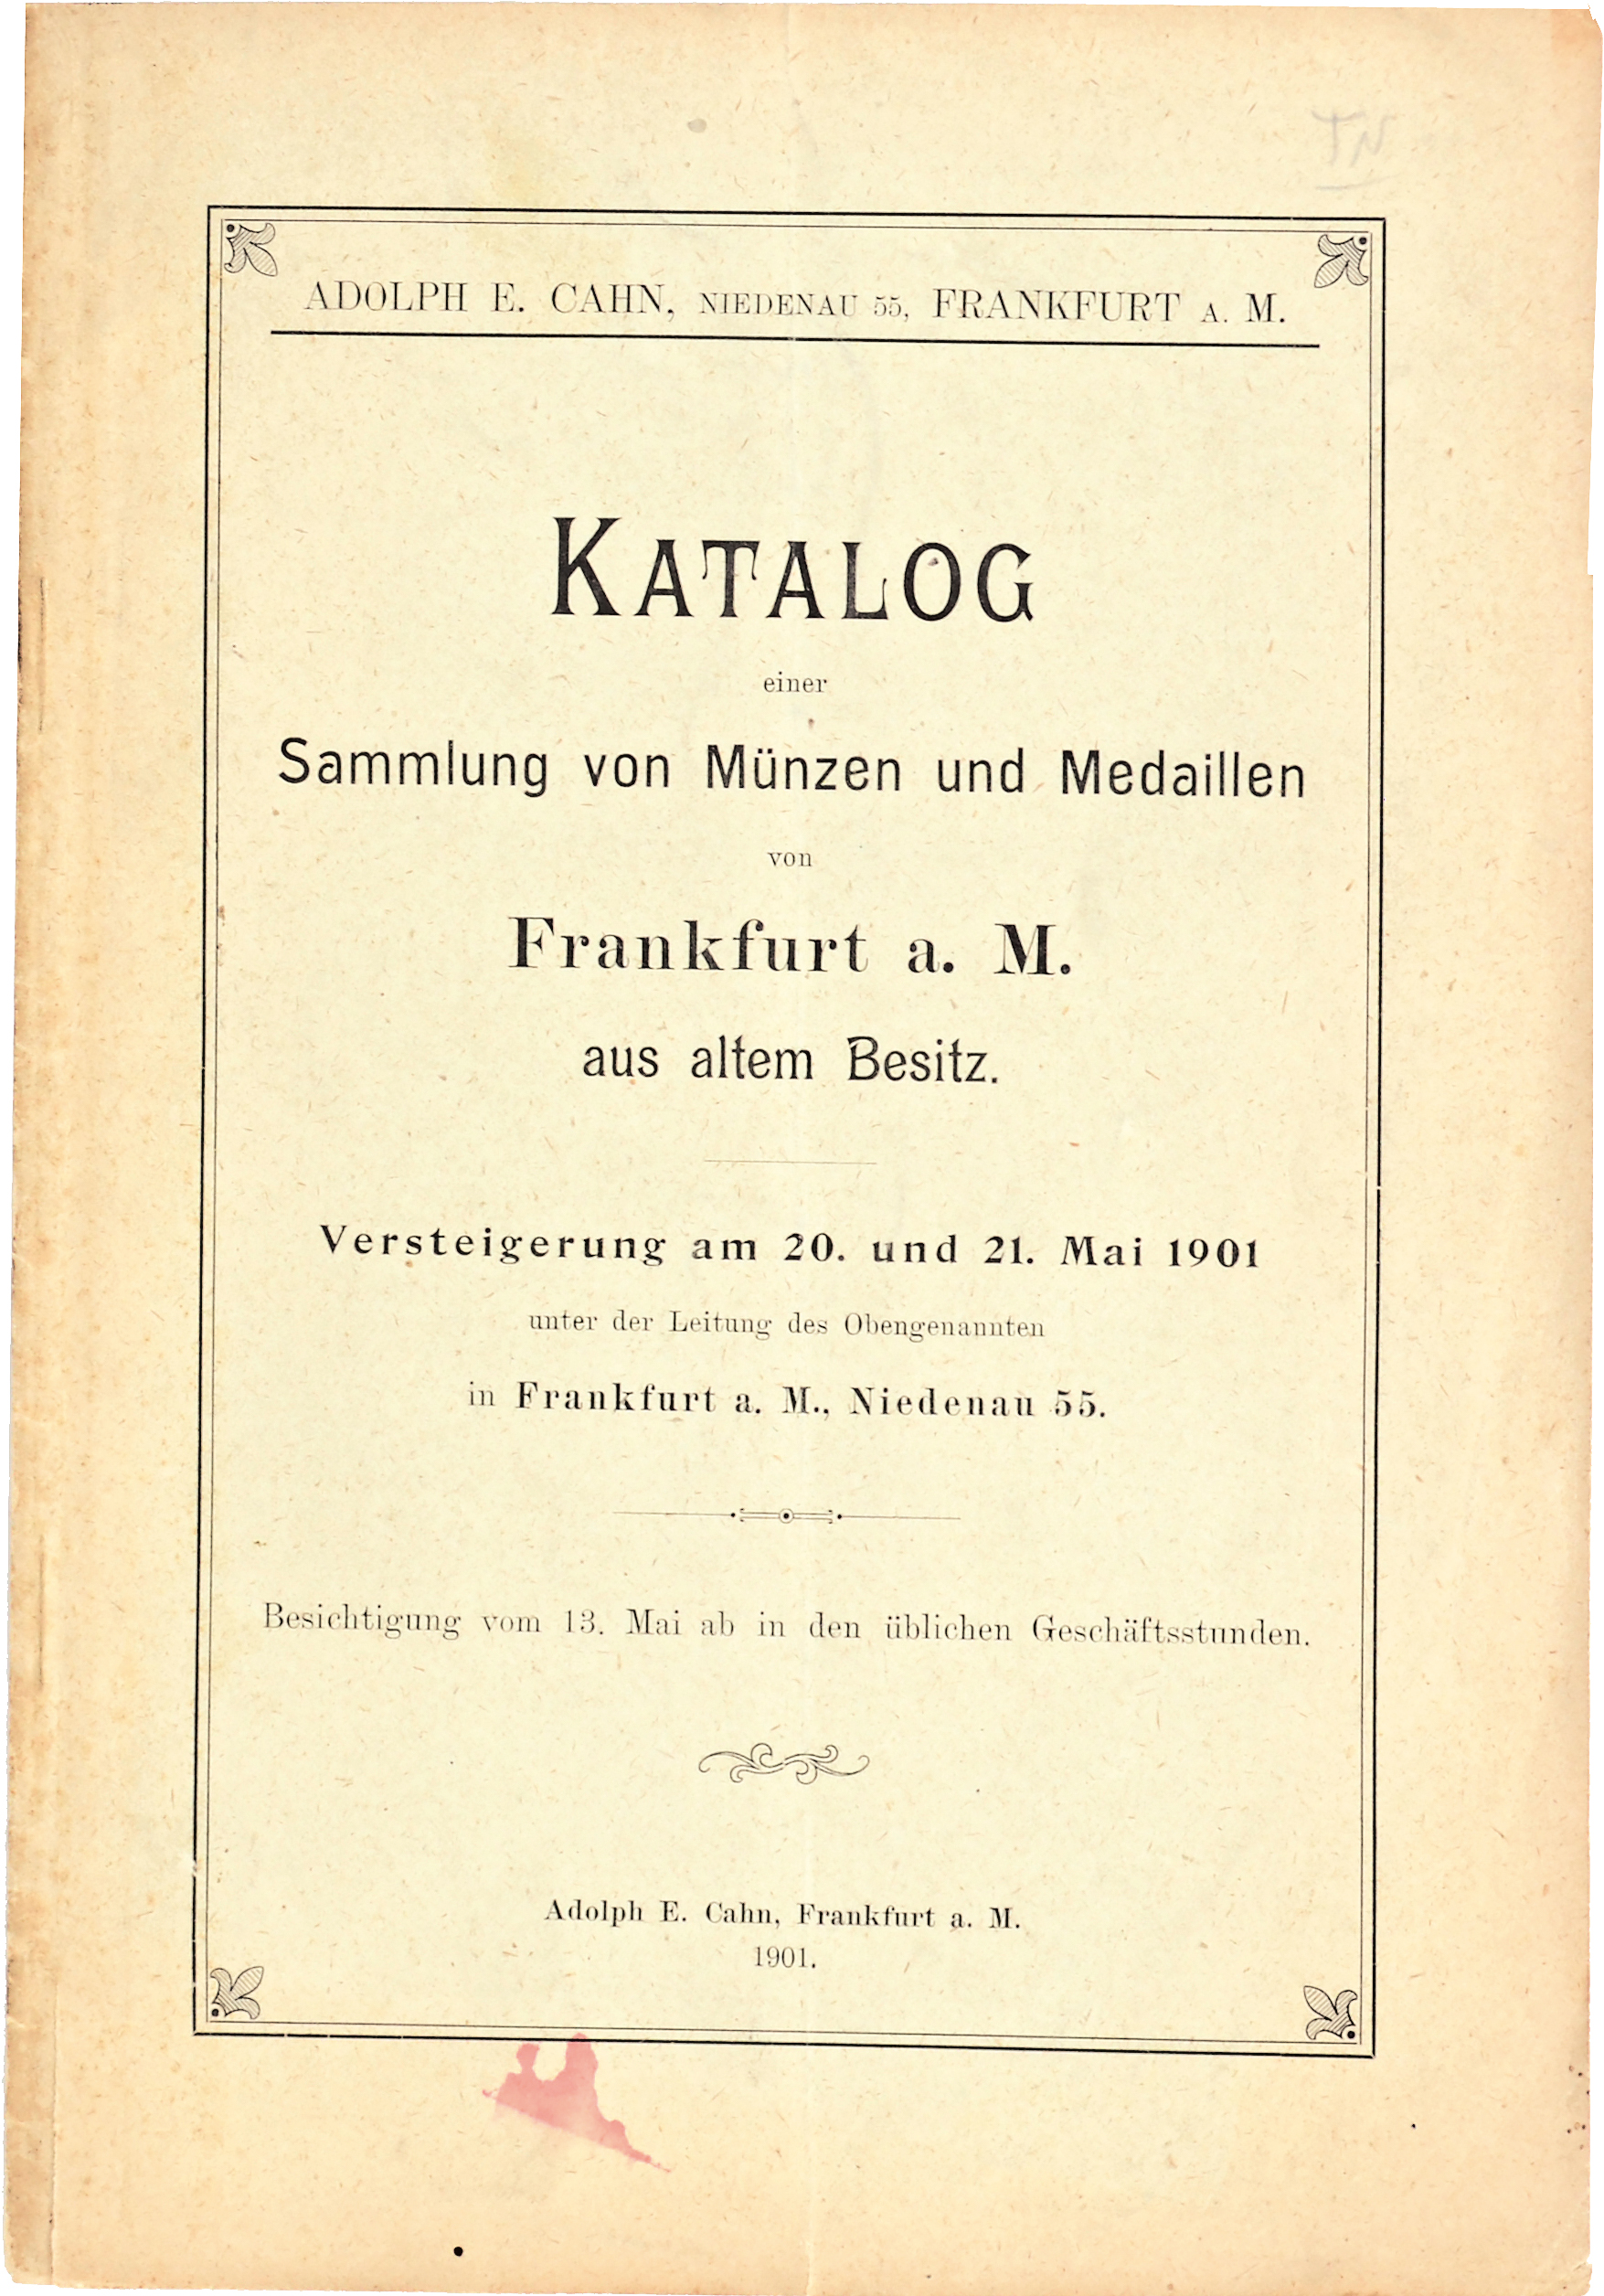 ADOLPH E. CAHN, NIEDENAU 55, FRANKFURT A. M.
KATALOG
einer
Sammlung von Münzen und Medaillen
von
Frankfurt a. M.
aus altem Besitz.
Versteigerung am 20. und 21. Mai 1901
unter der Leitung des Obengenannten
in Frankfurt a. M., Niedenau 55.
Besichtigung vom 13. Mai ab in den üblichen Geschäftsstunden.
Adolph E. Cahn, Frankfurt a. M.
1901.